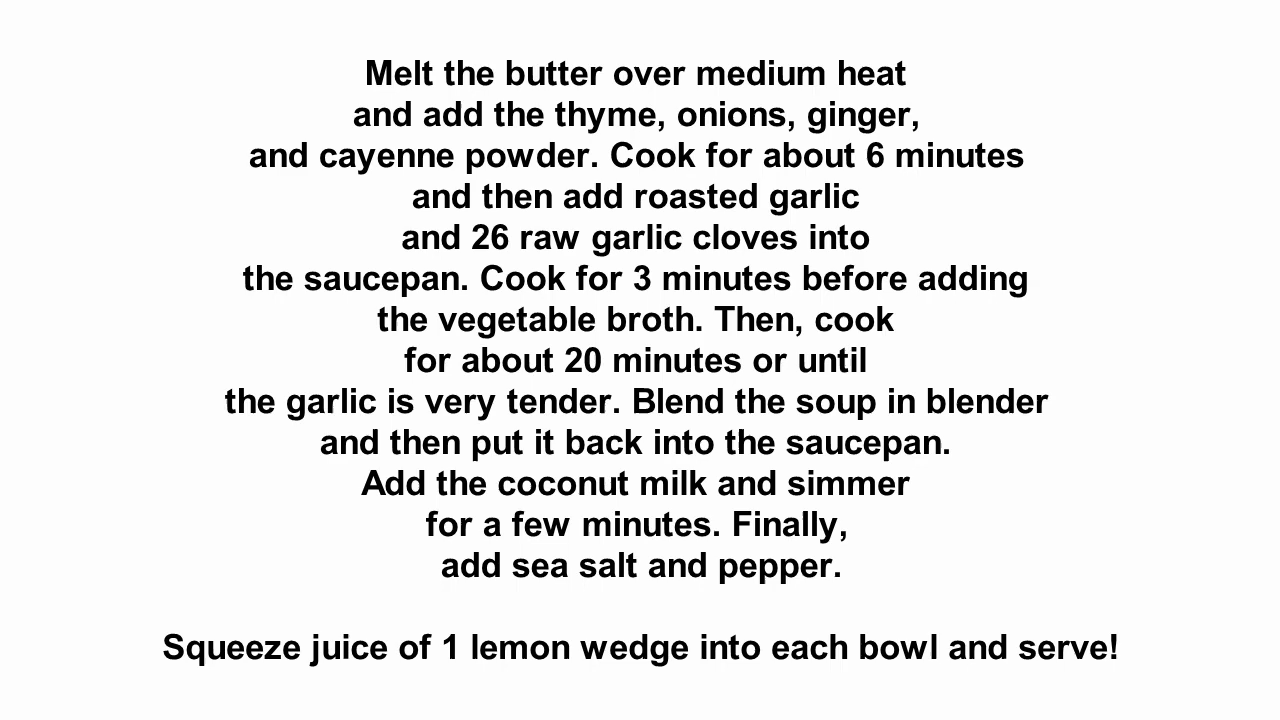 Melt the butter over medium heat
and add the thyme, onions, ginger,
and cayenne powder. Cook for about 6 minutes
and then add roasted garlic
and 26 raw garlic cloves into
the saucepan. Cook for 3 minutes before adding
the vegetable broth. Then, cook
for about 20 minutes or until
the garlic is very tender. Blend the soup in blender
and then put it back into the saucepan.
Add the coconut milk and simmer
for a few minutes. Finally,
add sea salt and pepper.
Squeeze juice of 1 lemon wedge into each bowl and serve!